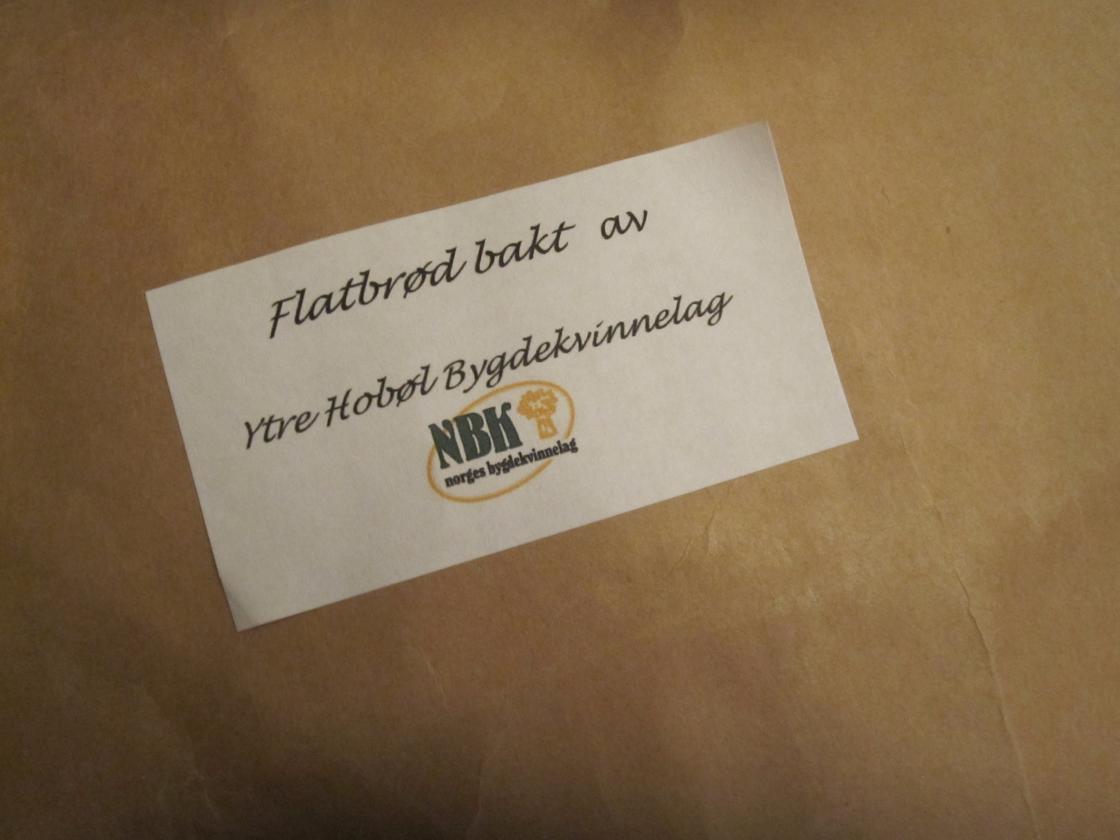 Flatbrød bakt av
Ytre Hobøl Bygdekvinnelag
NBK
norges bygdekvinnelag